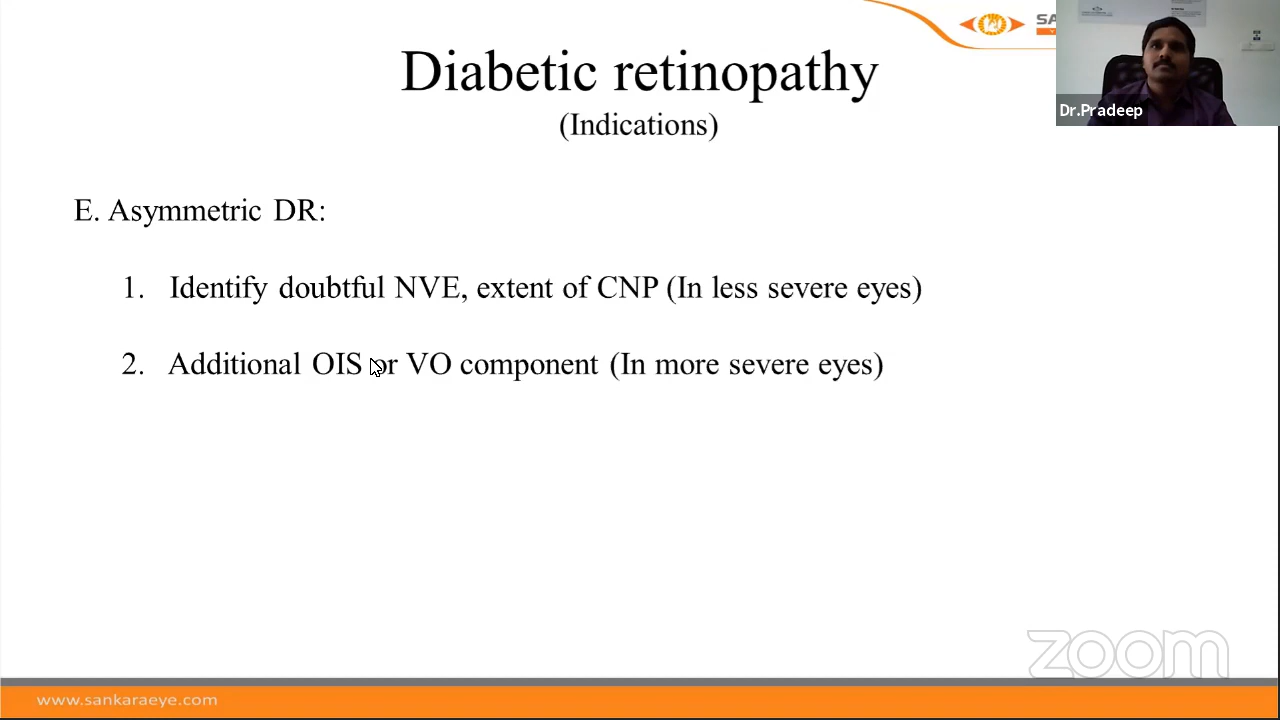 Diabetic retinopathy
(Indications)
SA
Dr.Pradeep
E. Asymmetric DR:
1. Identify doubtful NVE, extent of CNP (In less severe eyes)
2. Additional OIS or VO component (In more severe eyes)
zoom
www.sankaraeye.com